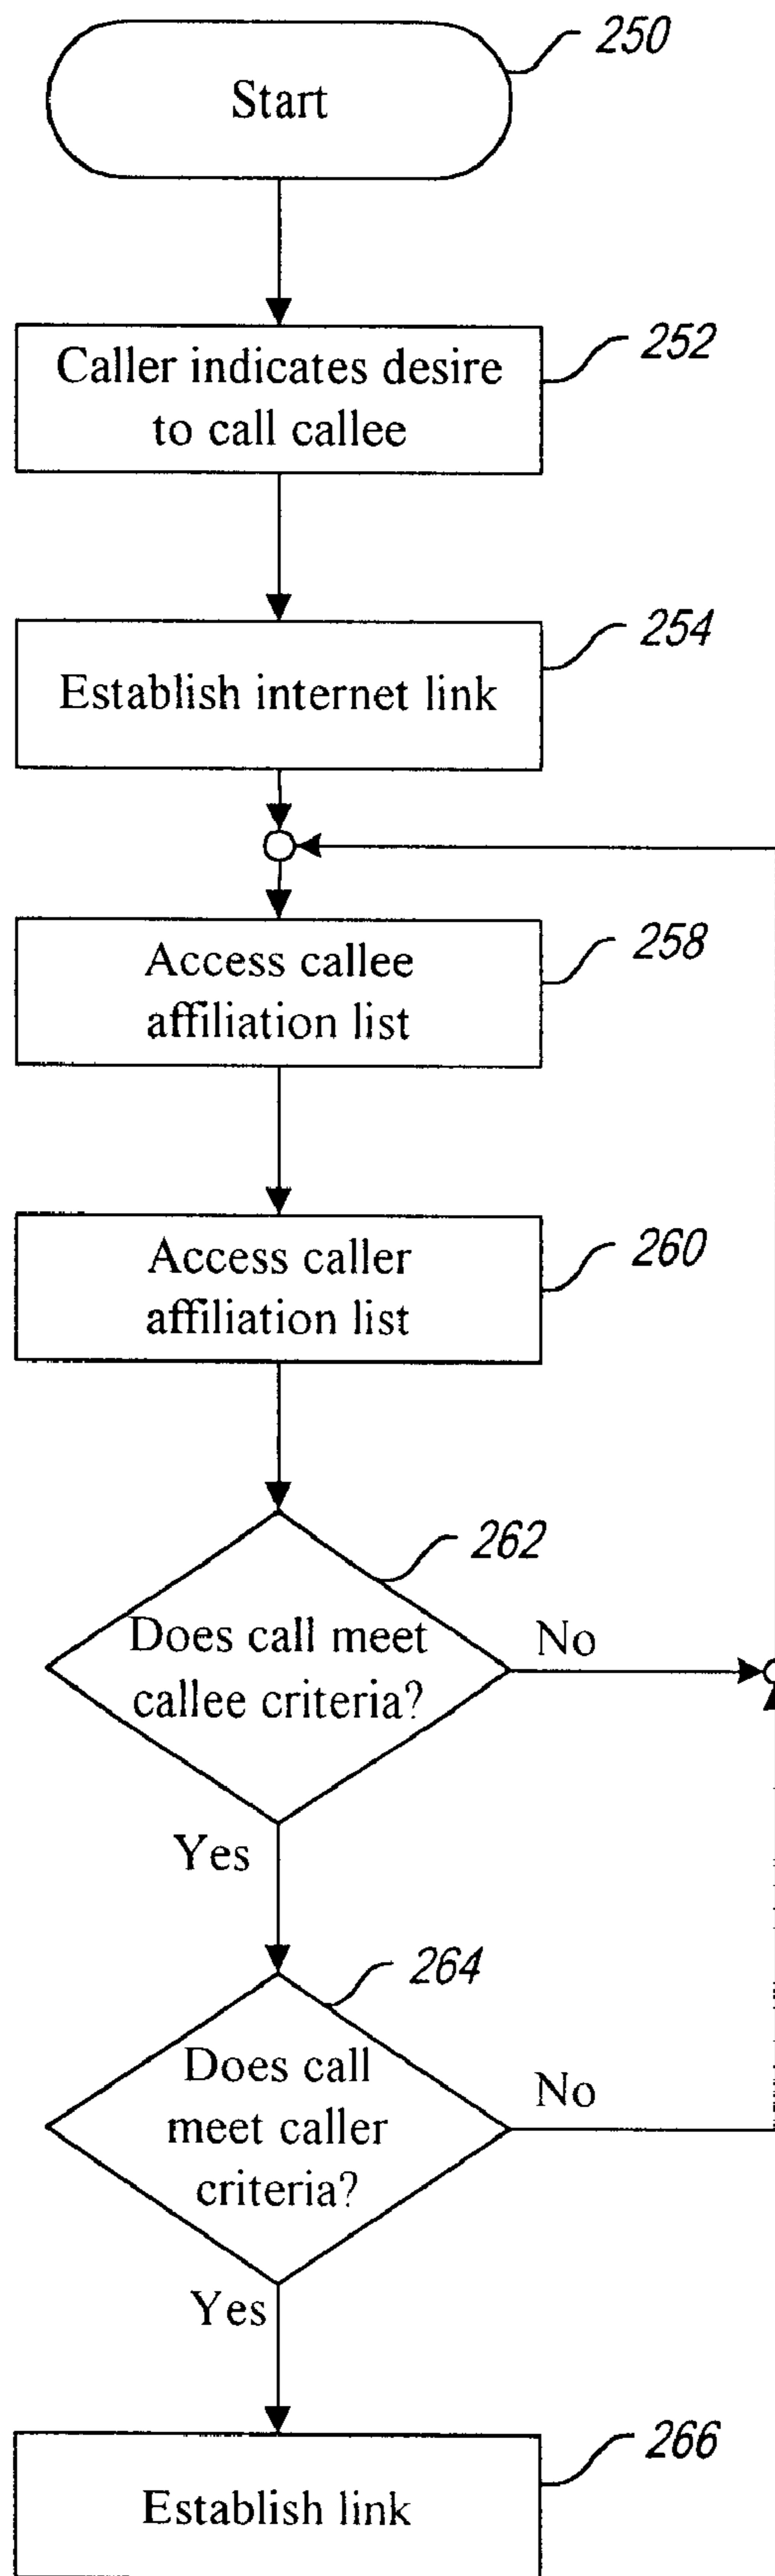 250
Start
252
Caller indicates desire
to call callee
254
Establish internet link
258
Access callee
affiliation list
260
Access caller
affiliation list
262
Does call meet
callee criteria?
No
Yes
264
Does call
meet caller
criteria?
No
Yes
266
Establish link